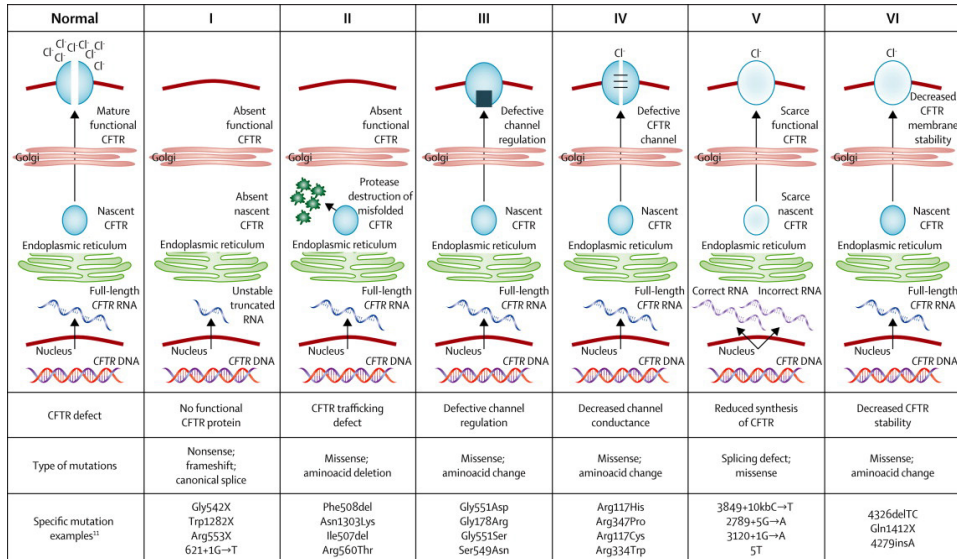 Normal I II III IV V VI
Cl⁻ Cl⁻ Cl⁻ Cl⁻ Cl⁻ Cl⁻ Cl⁻
Mature
functional
CFTR
Golgi
Nascent
CFTR
Endoplasmic reticulum
Full-length
CFTR RNA
Nucleus
CFTR DNA
Absent
functional
CFTR
Golgi
Absent
nascent
CFTR
Endoplasmic reticulum
Unstable
truncated
RNA
Nucleus
CFTR DNA
Absent
functional
CFTR
Golgi
Protease
destruction of
misfolded
CFTR
Endoplasmic reticulum
Full-length
CFTR RNA
Nucleus
CFTR DNA
Defective
channel
regulation
Golgi
Nascent
CFTR
Endoplasmic reticulum
Full-length
CFTR RNA
Nucleus
CFTR DNA
Cl⁻
Defective
CFTR
channel
Golgi
Nascent
CFTR
Endoplasmic reticulum
Full-length
CFTR RNA
Nucleus
CFTR DNA
Cl⁻
Scarce
functional
CFTR
Golgi
Scarce
nascent
CFTR
Endoplasmic reticulum
Correct RNA Incorrect RNA
Nucleus
CFTR DNA
Cl⁻
Decreased
CFTR
membrane
stability
Golgi
Nascent
CFTR
Endoplasmic reticulum
Full-length
CFTR RNA
Nucleus
CFTR DNA
CFTR defect
No functional
CFTR protein
CFTR trafficking
defect
Defective channel
regulation
Decreased channel
conductance
Reduced synthesis
of CFTR
Decreased CFTR
stability
Type of mutations
Nonsense;
frameshift;
canonical splice
Missense;
aminoacid deletion
Missense;
aminoacid change
Missense;
aminoacid change
Splicing defect;
missense
Missense;
aminoacid change
Specific mutation
examples¹¹
Gly542X
Trp1282X
Arg553X
621+1G→T
Phe508del
Asn1303Lys
Ile507del
Arg560Thr
Gly551Asp
Gly178Arg
Gly551Ser
Ser549Asn
Arg117His
Arg347Pro
Arg117Cys
Arg334Trp
3849+10kbC→T
2789+5G→A
3120+1G→A
5T
4326delTC
Gln1412X
4279insA